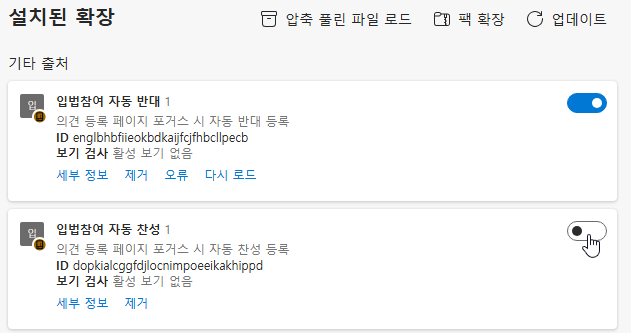 설치된 확장
압축 풀린 파일 로드 팩 확장 업데이트
기타 출처
입
입법참여 자동 반대 1
의견 등록 페이지 포거스 시 자동 반대 등록
ID englbhbfiieokbdkaijfcjfhbcllpecb
보기 검사 활성 보기 없음
세부 정보 제거 오류 다시 로드
입
입법참여 자동 찬성 1
의견 등록 페이지 포거스 시 자동 찬성 등록
ID dopkialcggfdjlocnimpoeeikakhippd
보기 검사 활성 보기 없음
세부 정보 제거